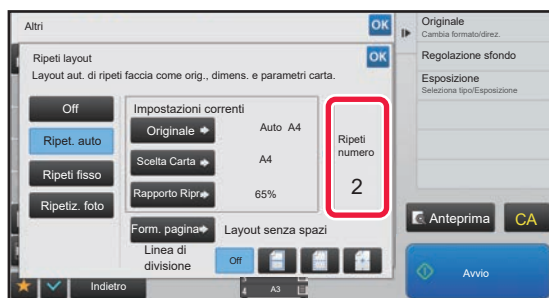 Altri
OK
Ripeti layout
OK
Layout aut. di ripeti faccia come orig., dimens. e parametri carta.
Off
Ripet. auto
Ripeti fisso
Ripetiz. foto
Impostazioni correnti
Originale
Auto A4
Scelta Carta
A4
Rapporto Ripr
65%
Form. pagina
Layout senza spazi
Linea di
divisione
Off
Ripeti
numero
2
Indietro
4
A3
Originale
Cambia formato/direz.
Regolazione sfondo
Esposizione
Seleziona tipo/Esposizione
Anteprima
CA
Avvio